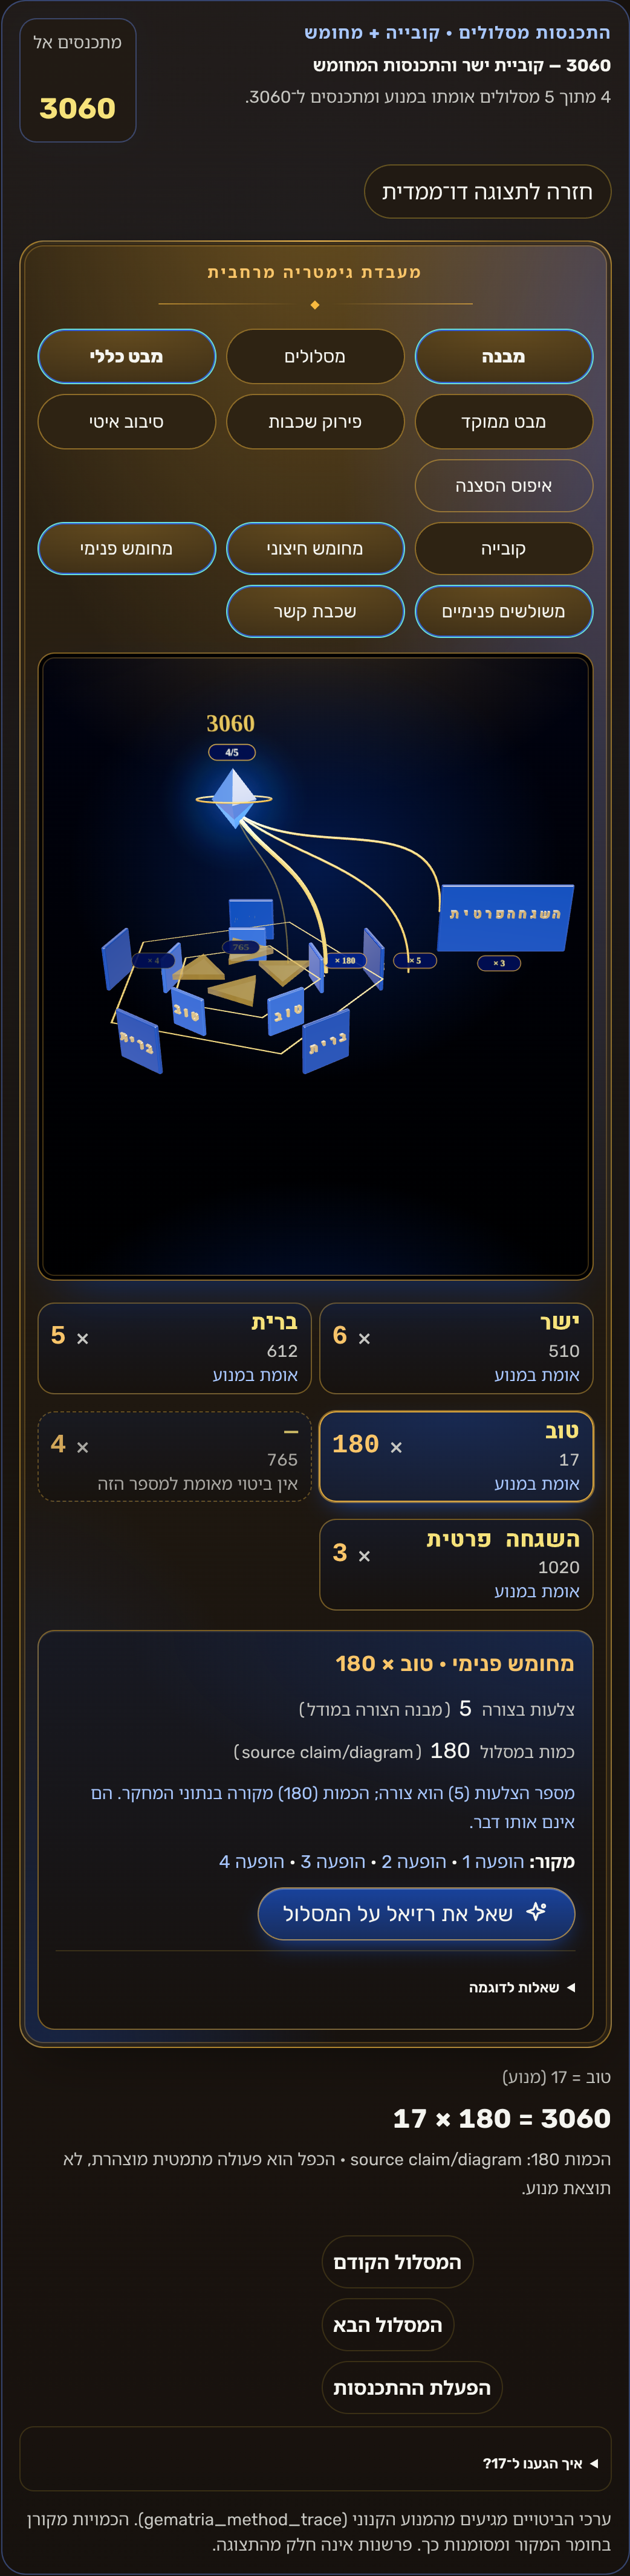 התכנסות מסלולים • קובייה + מחומש
3060 – קוביית ישר והתכנסות המחומש
4 מתוך 5 מסלולים אומתו במנוע ומתכנסים ל־3060.
מתכנסים אל
3060
חזרה לתצוגה דו־ממדית
מעבדת גימטריה מרחבית
מבנה
מסלולים
מבט כללי
מבט ממוקד
פירוק שכבות
סיבוב איטי
איפוס הסצנה
קובייה
מחומש חיצוני
מחומש פנימי
משולשים פנימיים
שכבת קשר
3060
4/5
השגחהפרטית
765
× 4
× 180
× 5
× 3
טוב
טוב
ברית
ברית
ישר
510
אומת במנוע
× 6
ברית
612
אומת במנוע
× 5
טוב
17
אומת במנוע
× 180
—
765
אין ביטוי מאומת למספר הזה
× 4
השגחה פרטית
1020
אומת במנוע
× 3
מחומש פנימי • טוב × 180
צלעות בצורה 5 (מבנה הצורה במודל)
כמות במסלול 180 (source claim/diagram)
מספר הצלעות (5) הוא צורה; הכמות (180) מקורה בנתוני המחקר. הם
אינם אותו דבר.
מקור: הופעה 1 • הופעה 2 • הופעה 3 • הופעה 4
שאל את רזיאל על המסלול
◀ שאלות לדוגמה
טוב = 17 (מנוע)
17 × 180 = 3060
הכמות 180: source claim/diagram • הכפל הוא פעולה מתמטית מוצהרת, לא
תוצאת מנוע.
המסלול הקודם
המסלול הבא
הפעלת ההתכנסות
◀ איך הגענו ל־17?
ערכי הביטויים מגיעים מהמנוע הקנוני (gematria_method_trace). הכמויות מקורן
בחומר המקור ומסומנות כך. פרשנות אינה חלק מהתצוגה.